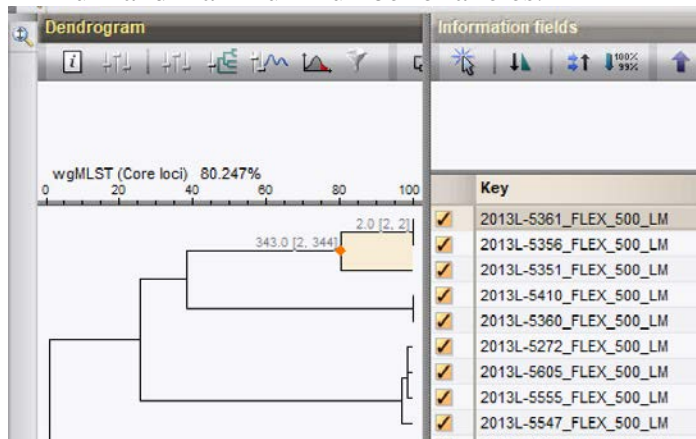 Dendrogram
Information fields
i
100%
99%
wgMLST (Core loci) 80.247%
0 20 40 60 80 100
Key
2.0 [2, 2]
343.0 [2, 344]
2013L-5361_FLEX_500_LM
2013L-5356_FLEX_500_LM
2013L-5351_FLEX_500_LM
2013L-5410_FLEX_500_LM
2013L-5360_FLEX_500_LM
2013L-5272_FLEX_500_LM
2013L-5605_FLEX_500_LM
2013L-5555_FLEX_500_LM
2013L-5547_FLEX_500_LM